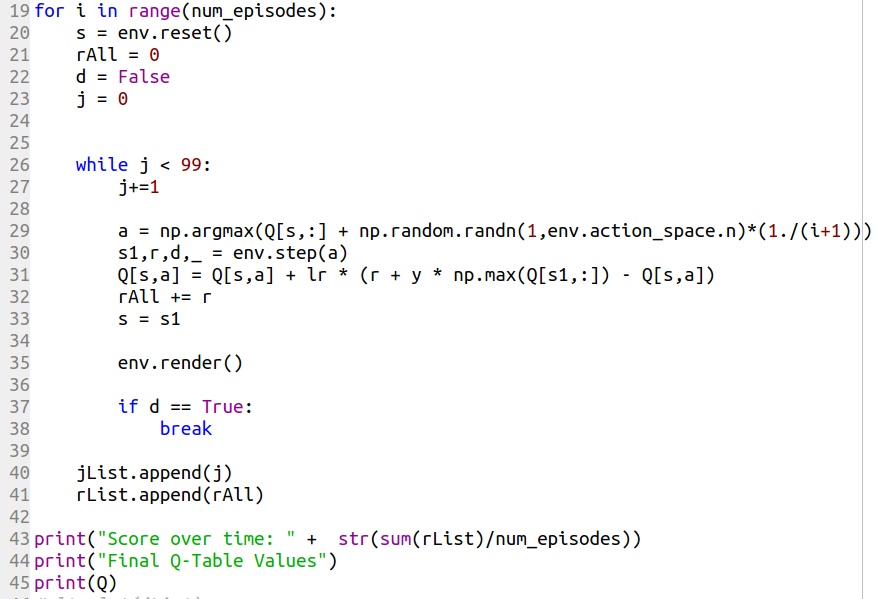 19 for i in range(num_episodes):
20     s = env.reset()
21     rAll = 0
22     d = False
23     j = 0
24
25
26     while j < 99:
27         j+=1
28
29         a = np.argmax(Q[s,:] + np.random.randn(1,env.action_space.n)*(1./(i+1)))
30         s1,r,d,_ = env.step(a)
31         Q[s,a] = Q[s,a] + lr * (r + y * np.max(Q[s1,:]) - Q[s,a])
32         rAll += r
33         s = s1
34
35         env.render()
36
37         if d == True:
38             break
39
40     jList.append(j)
41     rList.append(rAll)
42
43 print("Score over time: " +  str(sum(rList)/num_episodes))
44 print("Final Q-Table Values")
45 print(Q)